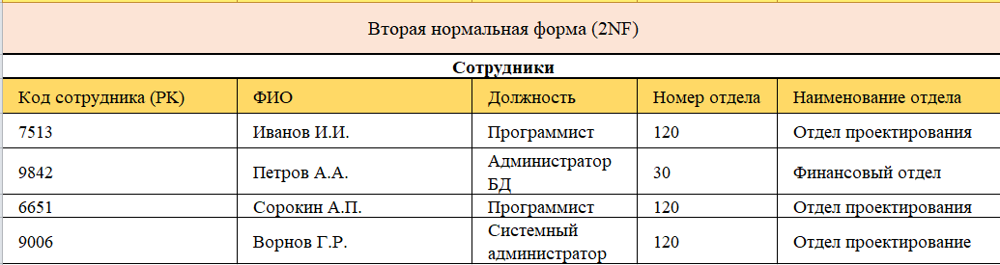 Вторая нормальная форма (2NF)
Сотрудники
Код сотрудника (PK) ФИО Должность Номер отдела Наименование отдела
7513 Иванов И.И. Программист 120 Отдел проектирования
9842 Петров А.А. Администратор БД 30 Финансовый отдел
6651 Сорокин А.П. Программист 120 Отдел проектирования
9006 Ворнов Г.Р. Системный администратор 120 Отдел проектирование